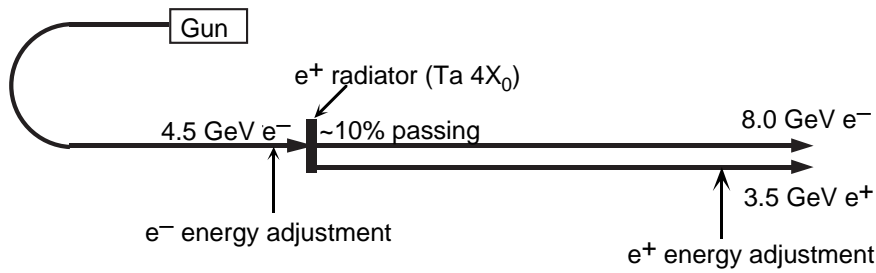 Gun
e⁺ radiator (Ta 4X₀)
4.5 GeV e⁻
~10% passing
8.0 GeV e⁻
3.5 GeV e⁺
e⁻ energy adjustment
e⁺ energy adjustment